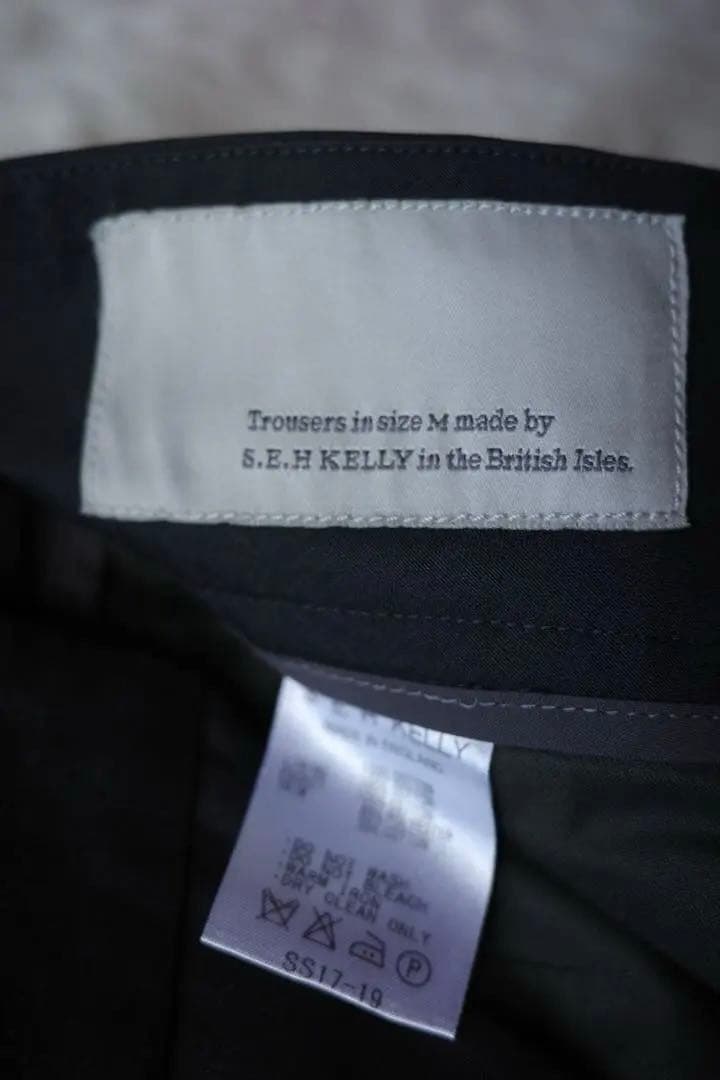 Trousers in size M made by
S.E.H KELLY in the British Isles.
E H KELLY
MADE IN ENGLAND
:DO NOT WASH
:DO NOT BLEACH
:WARM IRON
:DRY CLEAN ONLY
P
SS17-19